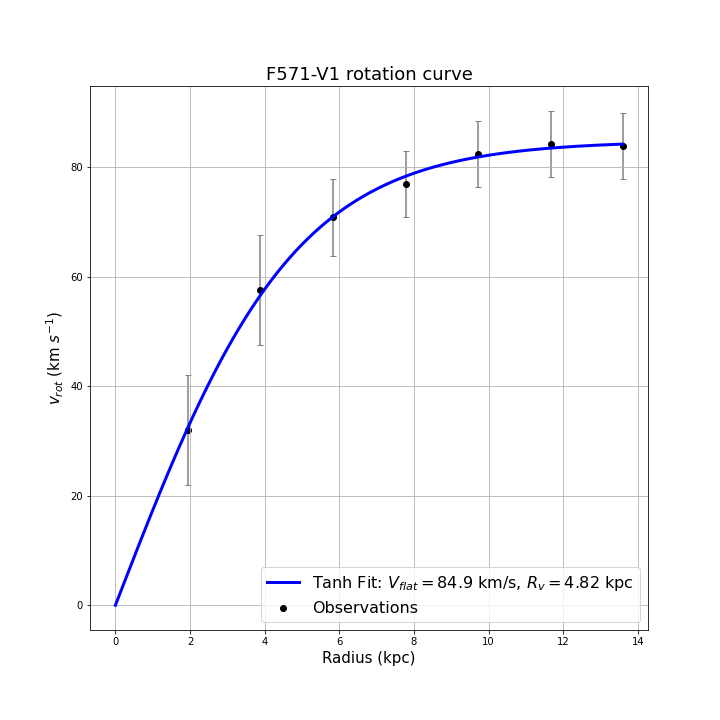 F571-V1 rotation curve
80
60
40
20
0
v_rot (km s⁻¹)
Tanh Fit: V_flat = 84.9 km/s, R_v = 4.82 kpc
Observations
0 2 4 6 8 10 12 14
Radius (kpc)